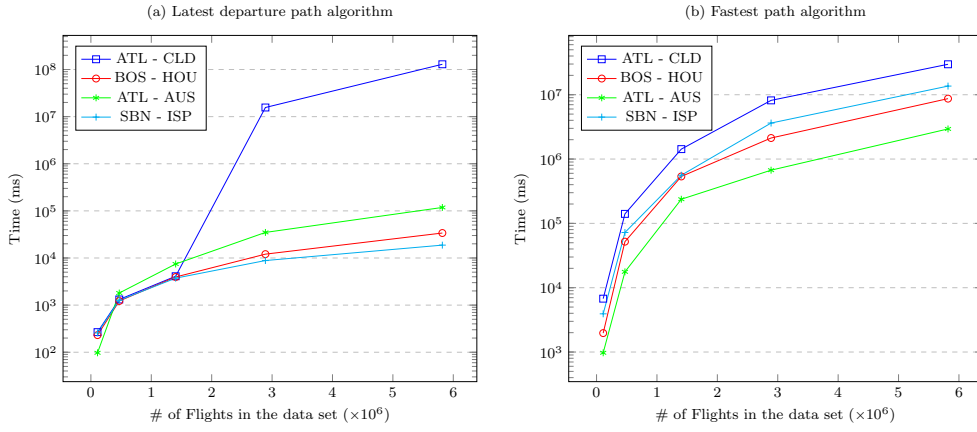 (a) Latest departure path algorithm
ATL - CLD
BOS - HOU
ATL - AUS
SBN - ISP
10^8
10^7
10^6
10^5
10^4
10^3
10^2
Time (ms)
0 1 2 3 4 5 6
# of Flights in the data set (×10^6)
(b) Fastest path algorithm
ATL - CLD
BOS - HOU
ATL - AUS
SBN - ISP
10^7
10^6
10^5
10^4
10^3
Time (ms)
0 1 2 3 4 5 6
# of Flights in the data set (×10^6)